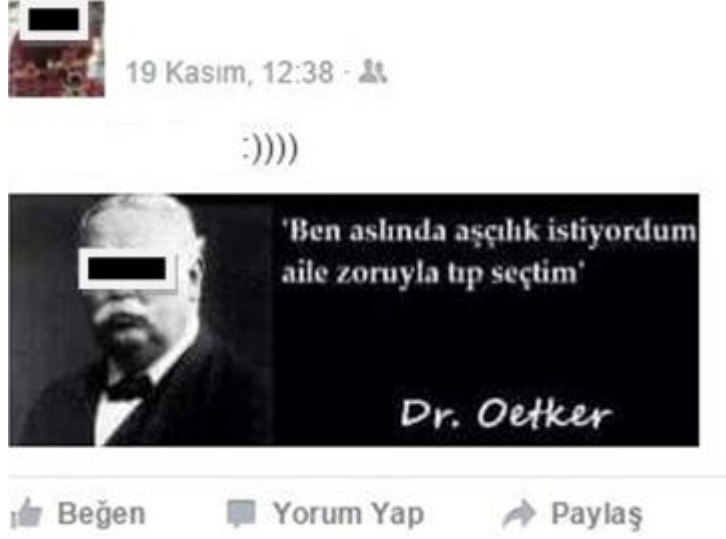 19 Kasım, 12:38 ·
:))))
'Ben aslında aşçılık istiyordum
aile zoruyla tıp seçtim'
Dr. Oetker
Beğen Yorum Yap Paylaş